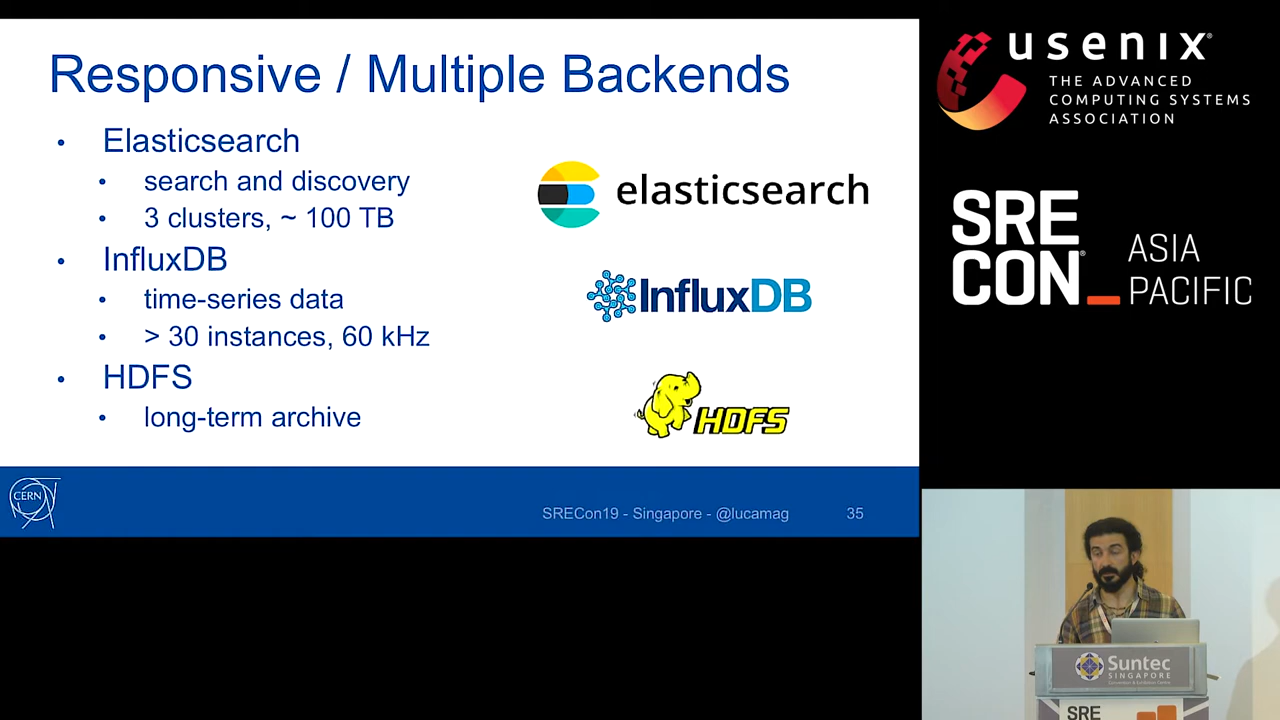 Responsive / Multiple Backends
• Elasticsearch
• search and discovery
• 3 clusters, ~ 100 TB
• InfluxDB
• time-series data
• > 30 instances, 60 kHz
• HDFS
• long-term archive
elasticsearch
InfluxDB
HDFS
CERN
SRECon19 - Singapore - @lucamag 35
usenix®
THE ADVANCED
COMPUTING SYSTEMS
ASSOCIATION
SRE
CON®_
ASIA
PACIFIC
Suntec
SINGAPORE
SRE